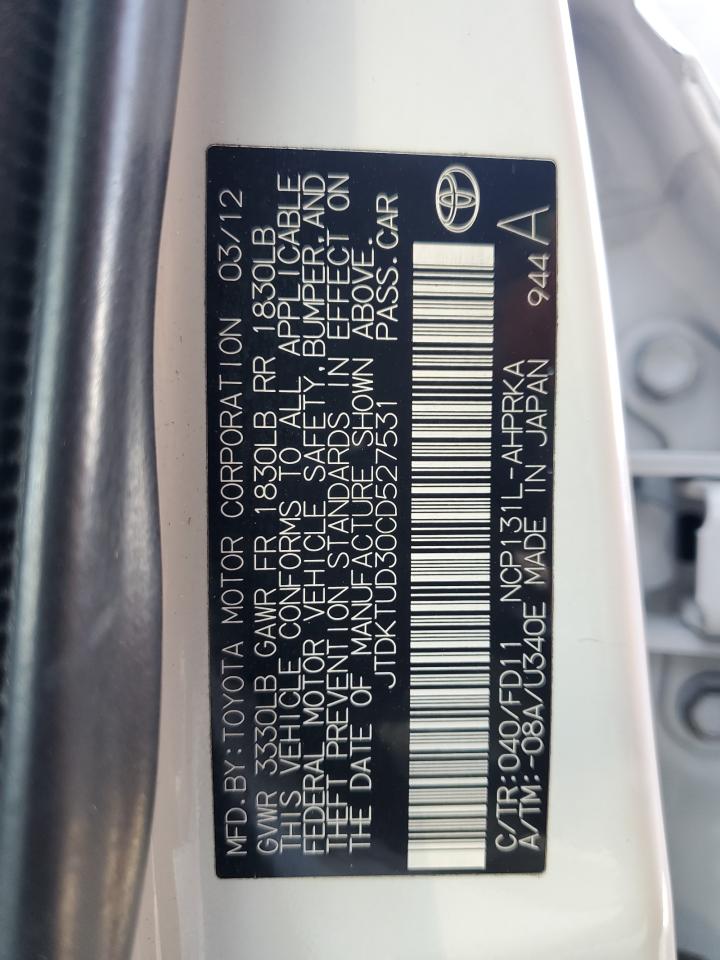 MFD.BY:TOYOTA MOTOR CORPORATION 03/12
GVWR 3330LB GAWR FR 1830LB RR 1830LB
THIS VEHICLE CONFORMS TO ALL APPLICABLE
FEDERAL MOTOR VEHICLE SAFETY,BUMPER,AND
THEFT PREVENTION STANDARDS IN EFFECT ON
THE DATE OF MANUFACTURE SHOWN ABOVE.
JTDKTUD30CD527531 PASS.CAR
C/TR:040/FD11 NCP131L-AHPRKA
A/TM:-08A/U340E MADE IN JAPAN 944 A